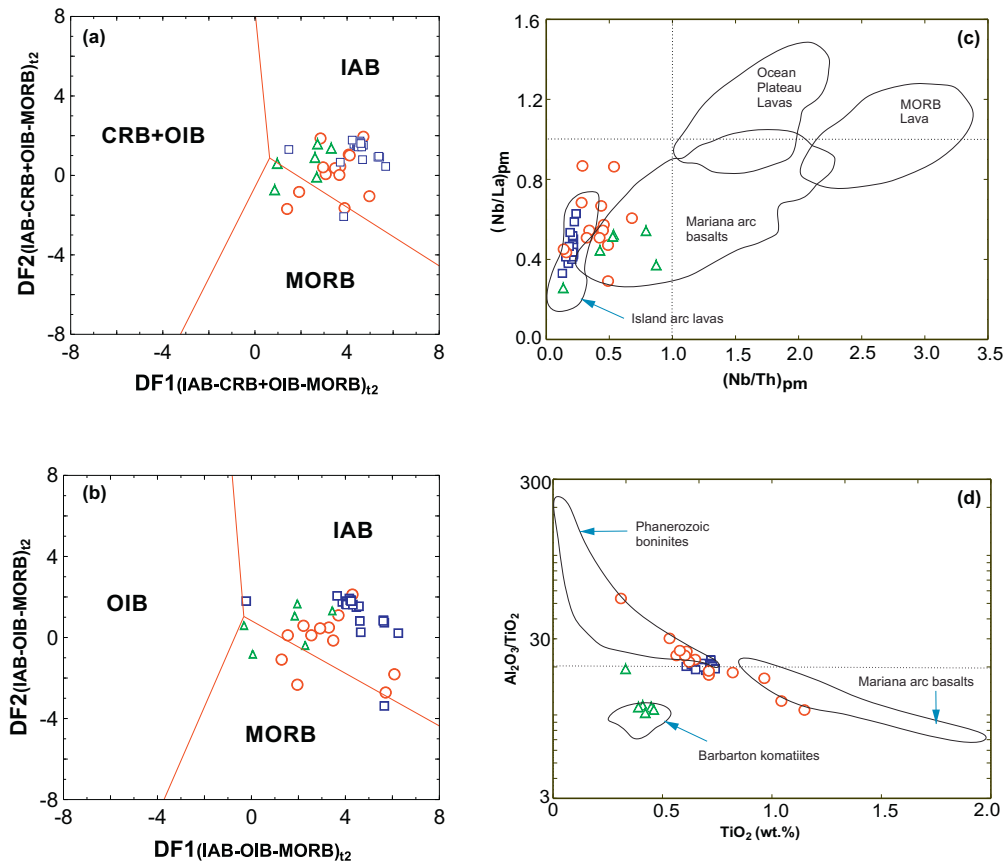 (a)
IAB
CRB+OIB
MORB
DF2(IAB-CRB+OIB-MORB)t2
8
4
0
-4
-8
-8
-4
0
4
8
DF1(IAB-CRB+OIB-MORB)t2
(c)
Ocean
Plateau
Lavas
MORB
Lava
Mariana arc
basalts
Island arc lavas
(Nb/La)pm
1.6
1.2
0.8
0.4
0.0
0.0
0.5
1.0
1.5
2.0
2.5
3.0
3.5
(Nb/Th)pm
(b)
IAB
OIB
MORB
DF2(IAB-OIB-MORB)t2
8
4
0
-4
-8
-8
-4
0
4
8
DF1(IAB-OIB-MORB)t2
(d)
Phanerozoic
boninites
Mariana arc basalts
Barbarton komatiites
Al2O3/TiO2
300
30
3
0.0
0.5
1.0
1.5
2.0
TiO2 (wt.%)